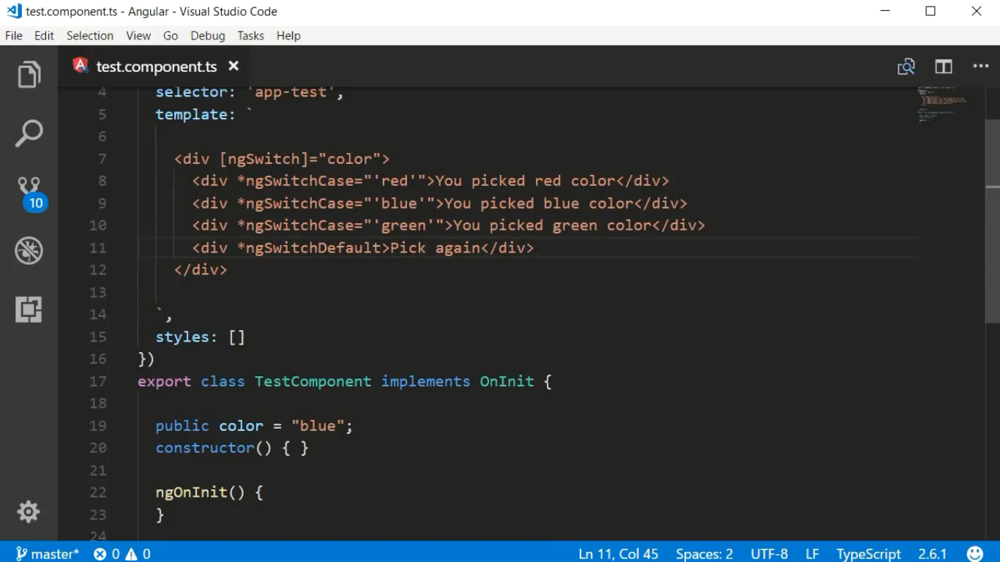 test.component.ts - Angular - Visual Studio Code
File Edit Selection View Go Debug Tasks Help
test.component.ts
4 selector: 'app-test',
5 template: `
6
7 <div [ngSwitch]="color">
8 <div *ngSwitchCase="'red'">You picked red color</div>
9 <div *ngSwitchCase="'blue'">You picked blue color</div>
10 <div *ngSwitchCase="'green'">You picked green color</div>
11 <div *ngSwitchDefault>Pick again</div>
12 </div>
13
14 `,
15 styles: []
16 })
17 export class TestComponent implements OnInit {
18
19 public color = "blue";
20 constructor() { }
21
22 ngOnInit() {
23 }
24
10
master* 0 0 Ln 11, Col 45 Spaces: 2 UTF-8 LF TypeScript 2.6.1